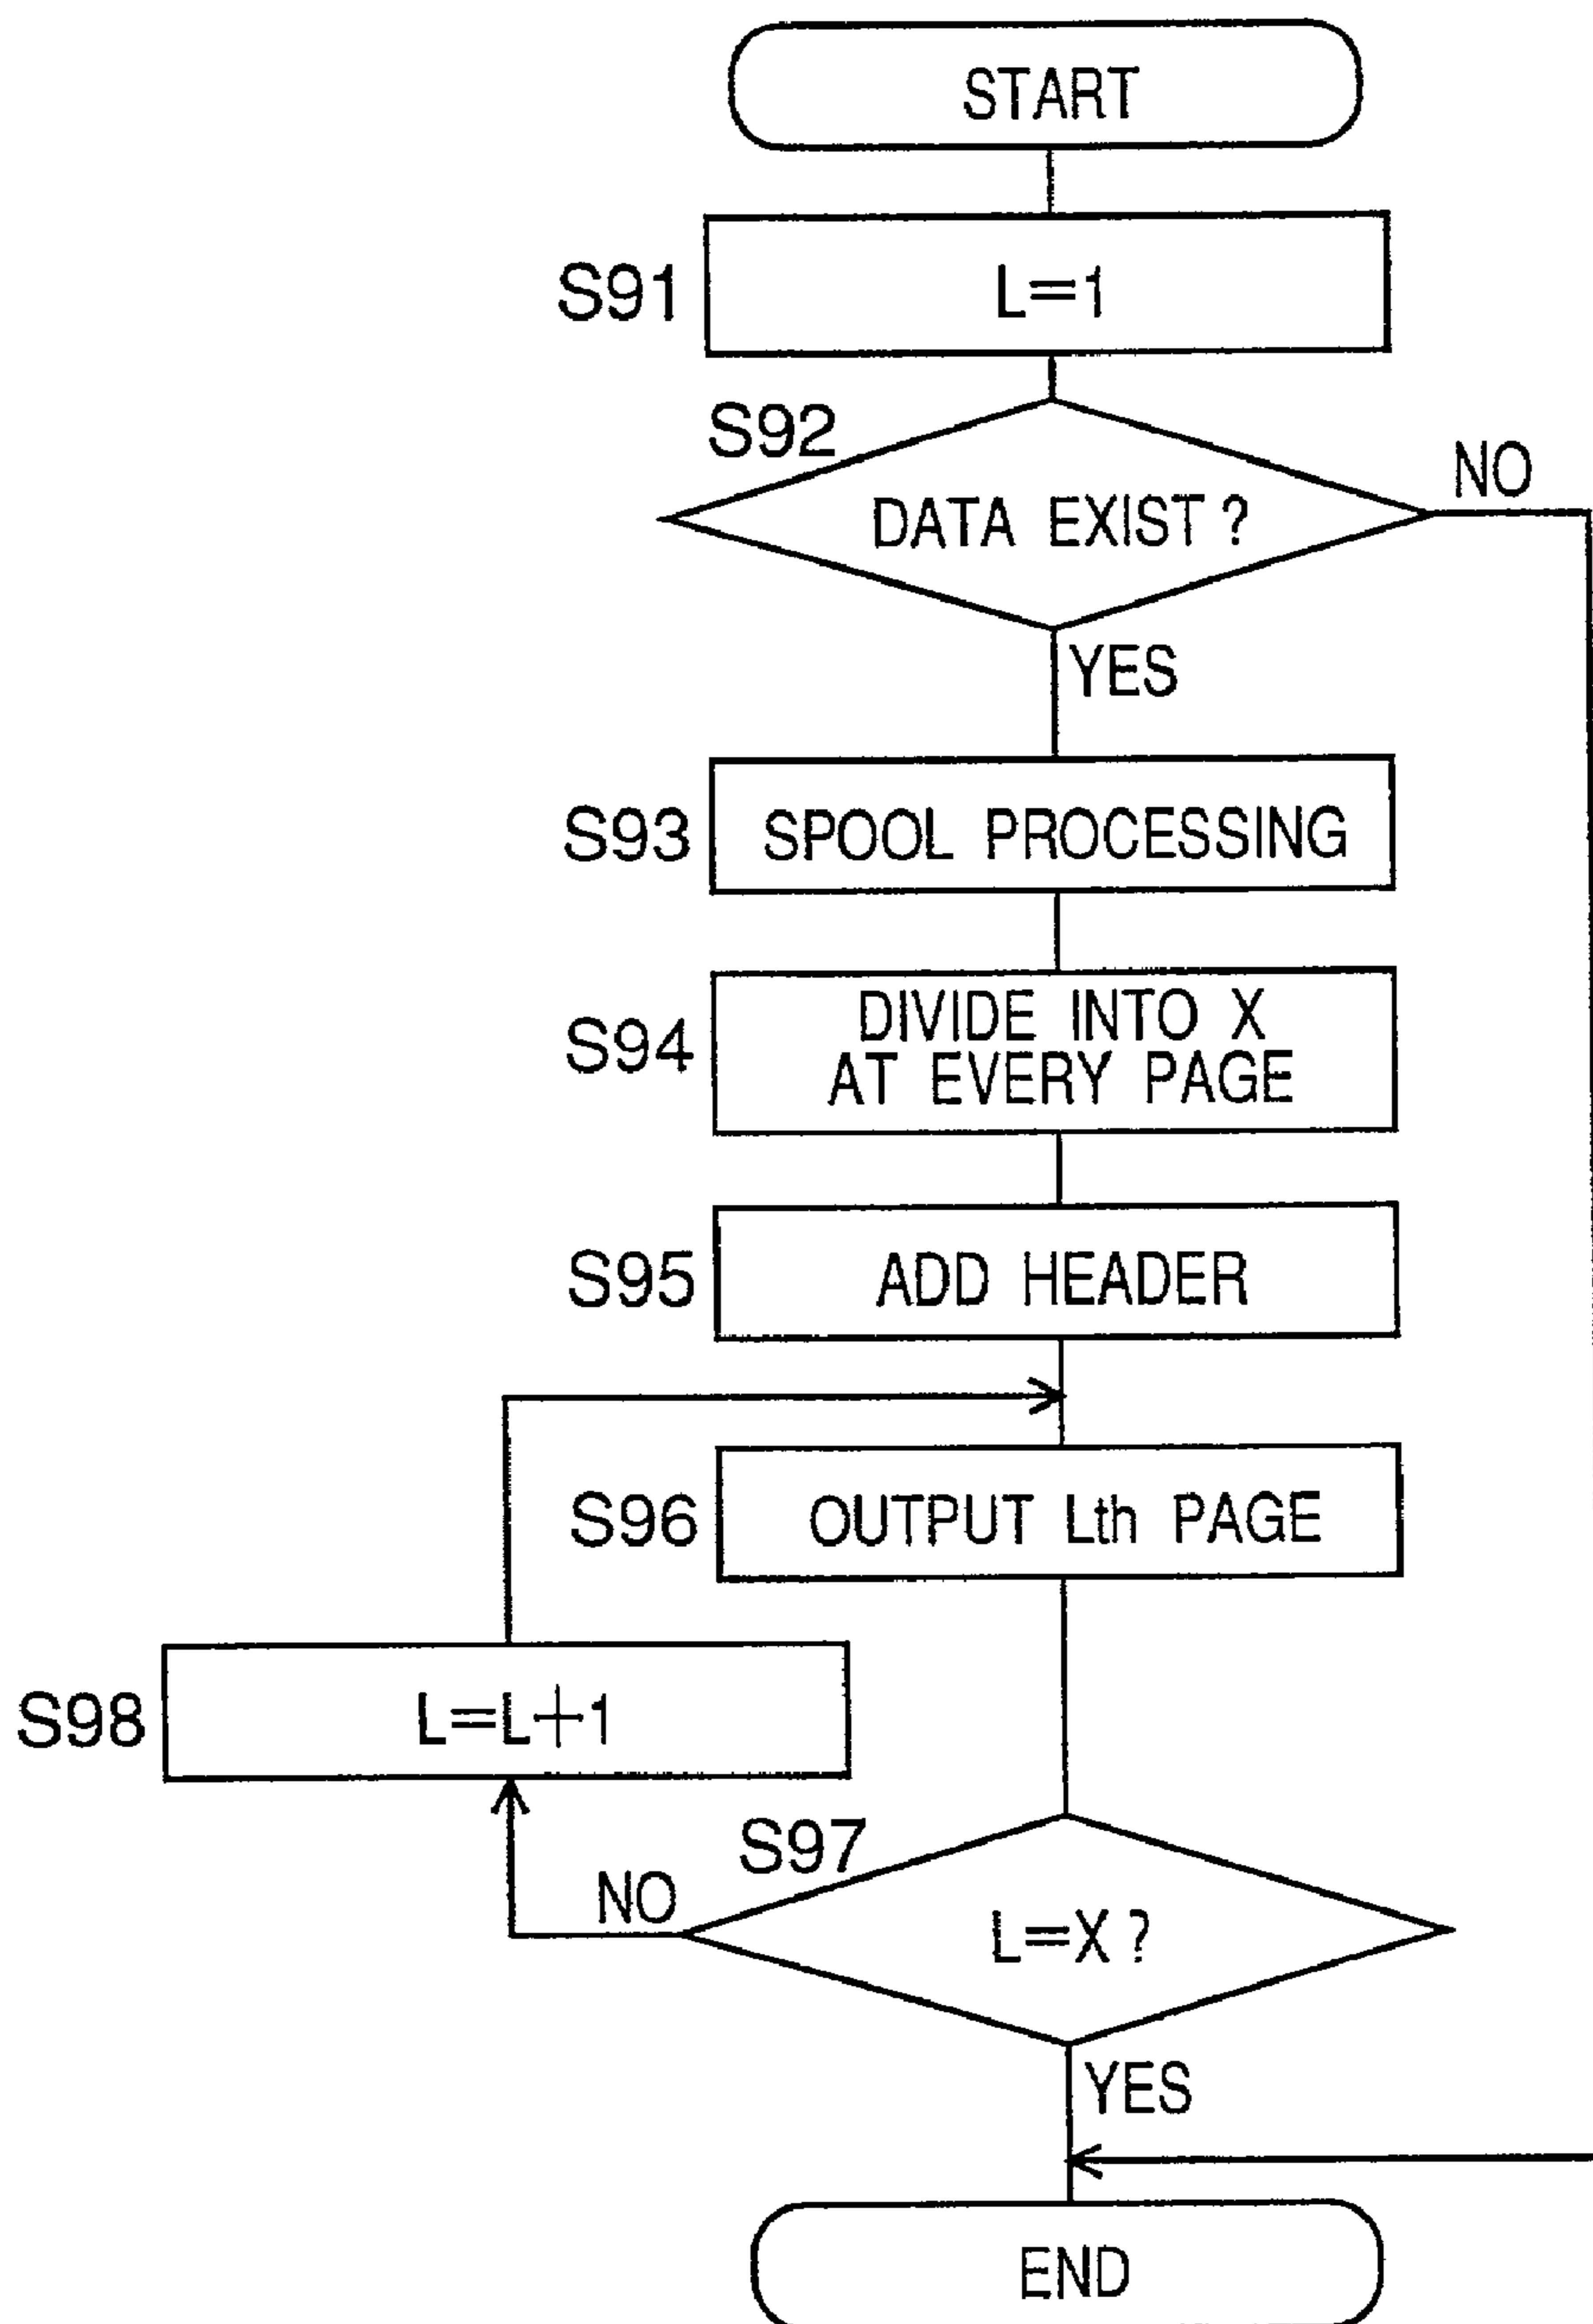 START
S91
L=1
S92
DATA EXIST ?
NO
YES
S93
SPOOL PROCESSING
S94
DIVIDE INTO X
AT EVERY PAGE
S95
ADD HEADER
S96
OUTPUT Lth PAGE
S98
L=L+1
S97
NO
L=X ?
YES
END